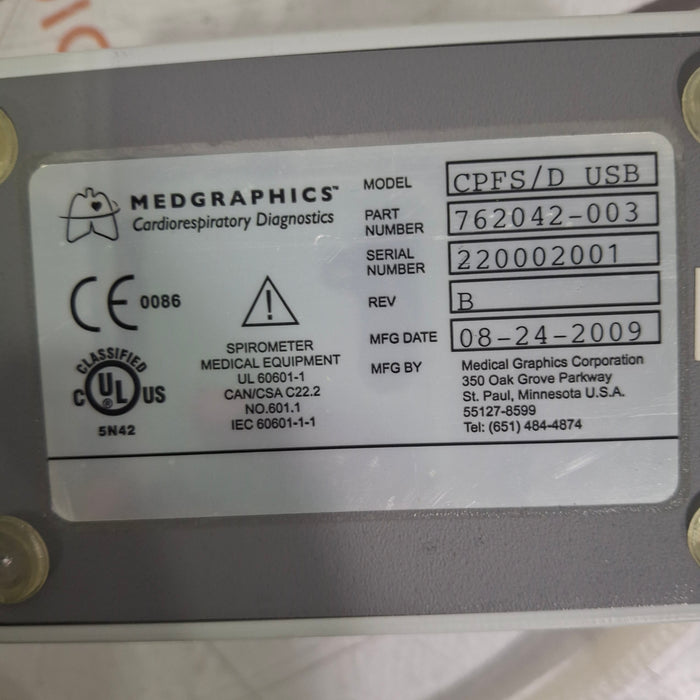 MEDGRAPHICS™
Cardiorespiratory Diagnostics
CE 0086
CLASSIFIED
C UL® US
5N42
SPIROMETER
MEDICAL EQUIPMENT
UL 60601-1
CAN/CSA C22.2
NO.601.1
IEC 60601-1-1
MODEL CPFS/D USB
PART NUMBER 762042-003
SERIAL NUMBER 220002001
REV B
MFG DATE 08-24-2009
MFG BY Medical Graphics Corporation
350 Oak Grove Parkway
St. Paul, Minnesota U.S.A.
55127-8599
Tel: (651) 484-4874